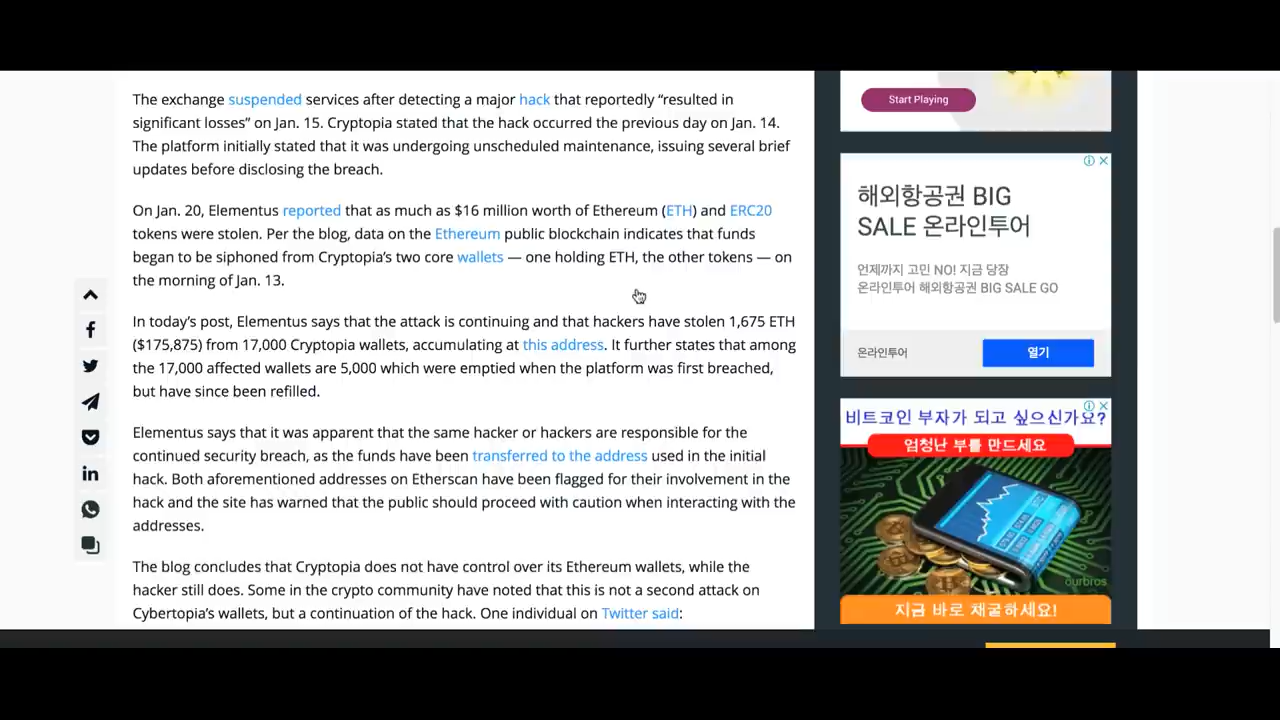 The exchange suspended services after detecting a major hack that reportedly “resulted in
significant losses” on Jan. 15. Cryptopia stated that the hack occurred the previous day on Jan. 14.
The platform initially stated that it was undergoing unscheduled maintenance, issuing several brief
updates before disclosing the breach.
On Jan. 20, Elementus reported that as much as $16 million worth of Ethereum (ETH) and ERC20
tokens were stolen. Per the blog, data on the Ethereum public blockchain indicates that funds
began to be siphoned from Cryptopia’s two core wallets — one holding ETH, the other tokens — on
the morning of Jan. 13.
In today’s post, Elementus says that the attack is continuing and that hackers have stolen 1,675 ETH
($175,875) from 17,000 Cryptopia wallets, accumulating at this address. It further states that among
the 17,000 affected wallets are 5,000 which were emptied when the platform was first breached,
but have since been refilled.
Elementus says that it was apparent that the same hacker or hackers are responsible for the
continued security breach, as the funds have been transferred to the address used in the initial
hack. Both aforementioned addresses on Etherscan have been flagged for their involvement in the
hack and the site has warned that the public should proceed with caution when interacting with the
addresses.
The blog concludes that Cryptopia does not have control over its Ethereum wallets, while the
hacker still does. Some in the crypto community have noted that this is not a second attack on
Cybertopia’s wallets, but a continuation of the hack. One individual on Twitter said:
Start Playing
해외항공권 BIG
SALE 온라인투어
언제까지 고민 NO! 지금 당장
온라인투어 해외항공권 BIG SALE GO
온라인투어
열기
비트코인 부자가 되고 싶으신가요?
엄청난 부를 만드세요
ourbros
지금 바로 채굴하세요!